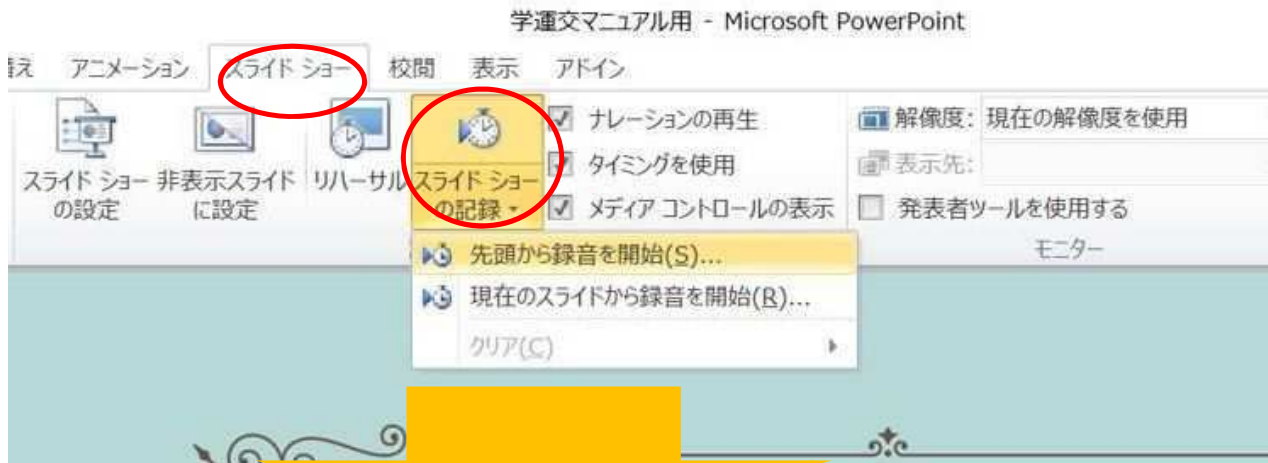 学運交マニュアル用 - Microsoft PowerPoint
替え アニメーション スライド ショー 校閲 表示 アドイン
ナレーションの再生
解像度: 現在の解像度を使用
タイミングを使用
表示先:
スライド ショー 非表示スライド リハーサル スライド ショー
の設定 に設定 の記録
メディア コントロールの表示
発表者ツールを使用する
モニター
先頭から録音を開始(S)...
現在のスライドから録音を開始(R)...
クリア(C)